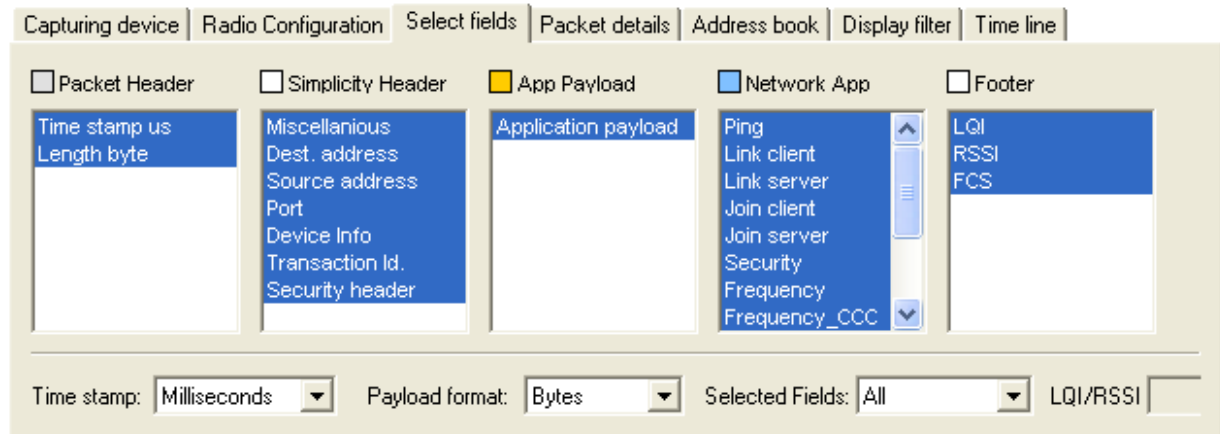 Capturing device Radio Configuration Select fields Packet details Address book Display filter Time line
Packet Header Simplicity Header App Payload Network App Footer
Time stamp us
Length byte
Miscellanious
Dest. address
Source address
Port
Device Info
Transaction Id.
Security header
Application payload
Ping
Link client
Link server
Join client
Join server
Security
Frequency
Frequency_CCC
LQI
RSSI
FCS
Time stamp: Milliseconds Payload format: Bytes Selected Fields: All LQI/RSSI